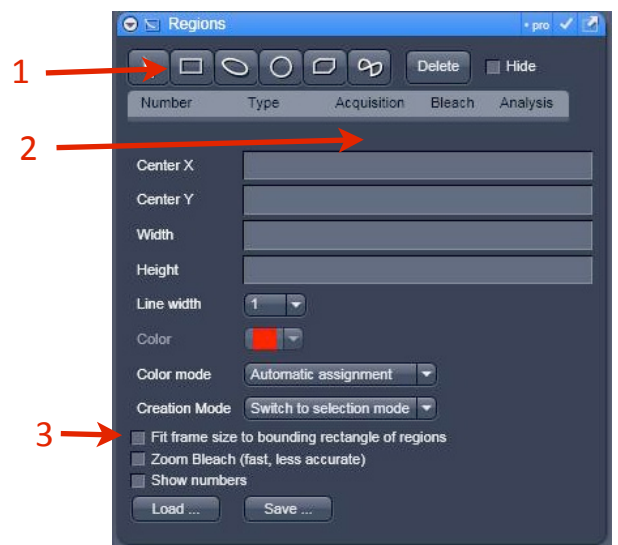 Regions pro
1 Delete Hide
Number Type Acquisition Bleach Analysis
2
Center X
Center Y
Width
Height
Line width 1
Color
Color mode Automatic assignment
Creation Mode Switch to selection mode
3 Fit frame size to bounding rectangle of regions
Zoom Bleach (fast, less accurate)
Show numbers
Load ... Save ...